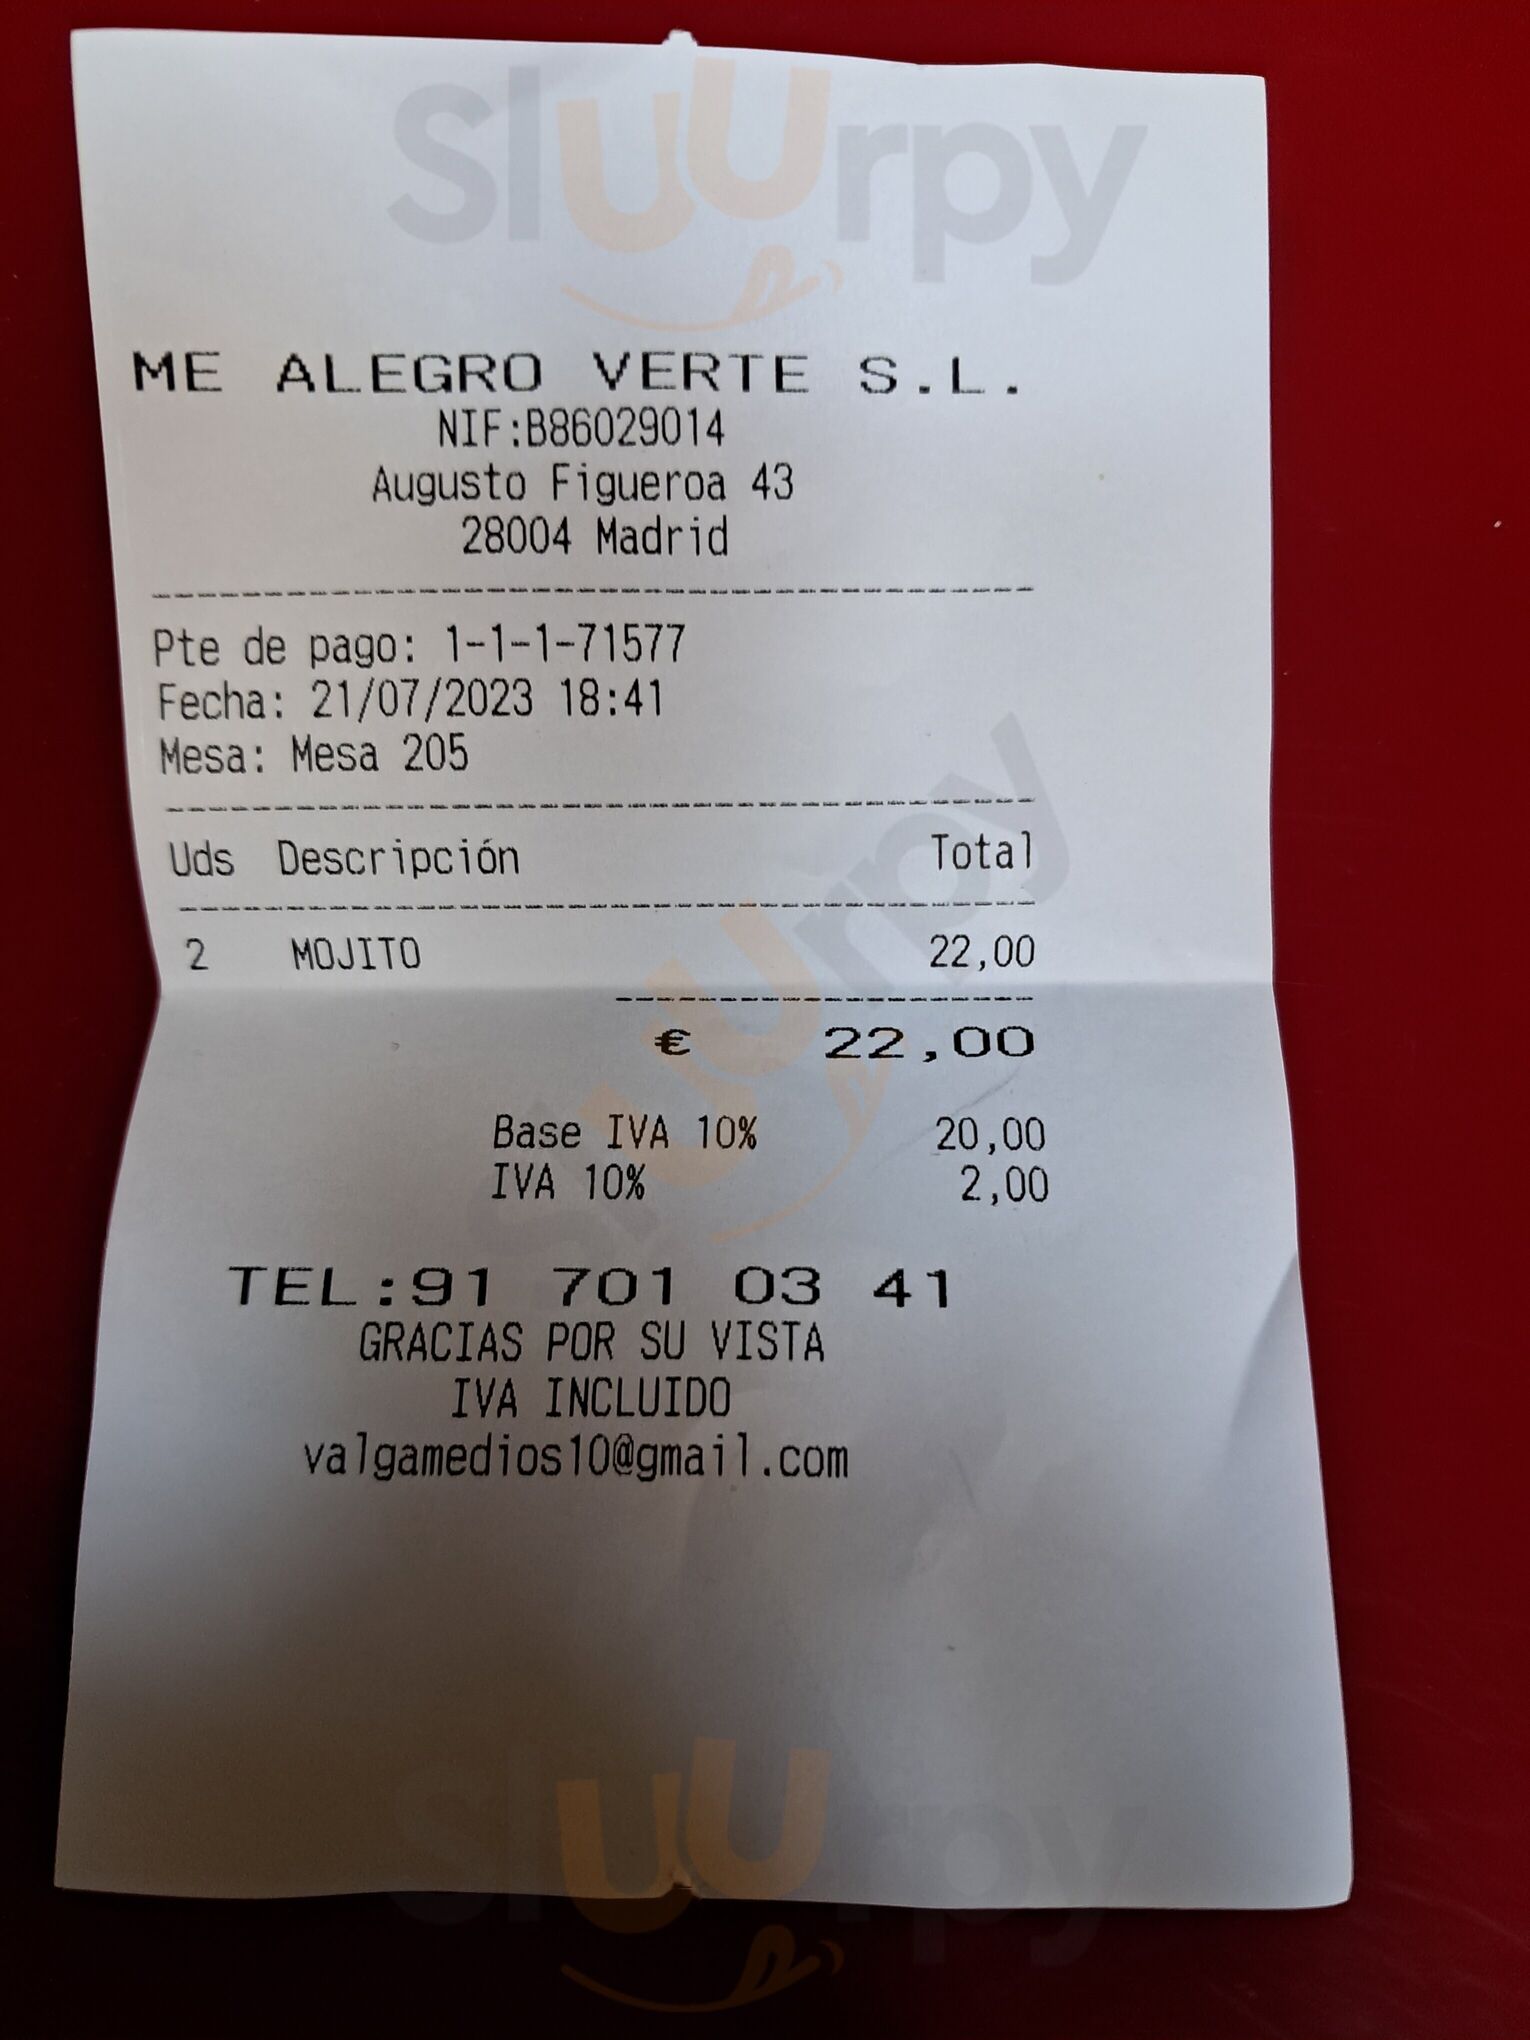 Sluurpy
ME ALEGRO VERTE S.L.
NIF:B86029014
Augusto Figueroa 43
28004 Madrid
Pte de pago: 1-1-1-71577
Fecha: 21/07/2023 18:41
Mesa: Mesa 205
Uds Descripción Total
2 MOJITO 22,00
€ 22,00
Sluurpy
Base IVA 10% 20,00
IVA 10% 2,00
TEL:91 701 03 41
GRACIAS POR SU VISTA
IVA INCLUIDO
valgamedios10@gmail.com
Sluurpy